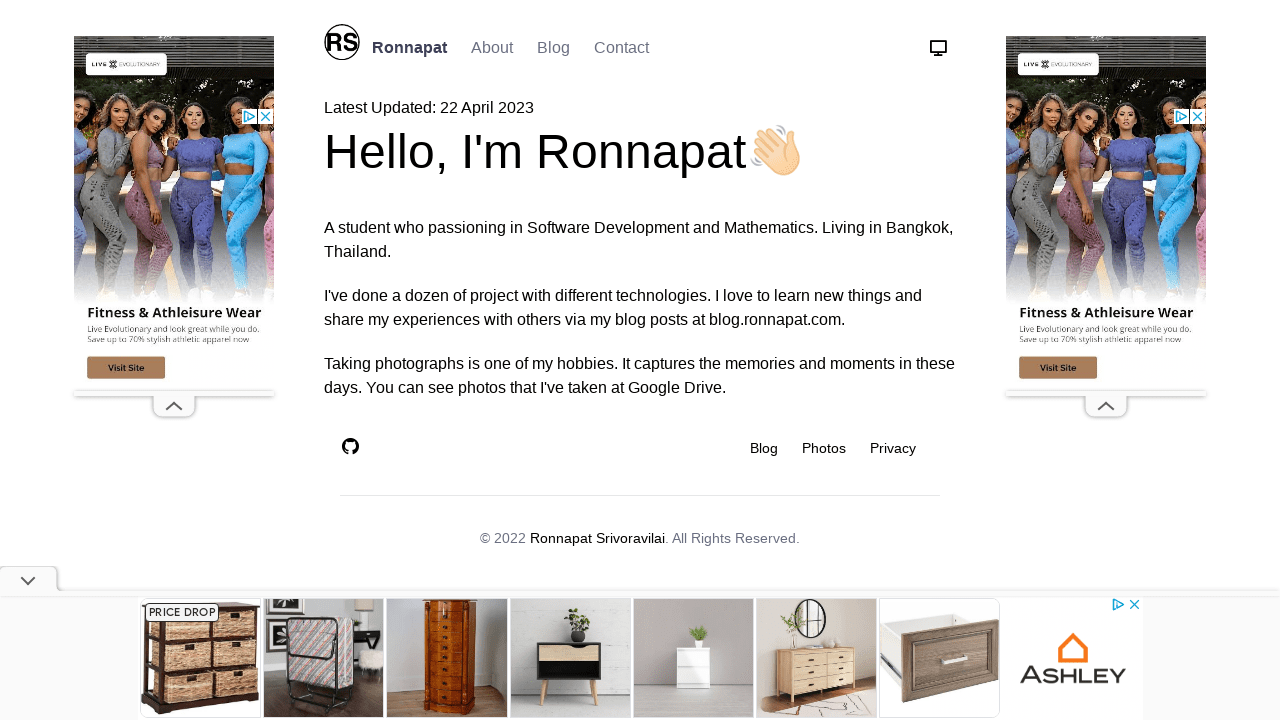 RS
Ronnapat
About
Blog
Contact
Latest Updated: 22 April 2023
Hello, I'm Ronnapat
A student who passioning in Software Development and Mathematics. Living in Bangkok,
Thailand.
I've done a dozen of project with different technologies. I love to learn new things and
share my experiences with others via my blog posts at blog.ronnapat.com.
Taking photographs is one of my hobbies. It captures the memories and moments in these
days. You can see photos that I've taken at Google Drive.
Blog
Photos
Privacy
© 2022 Ronnapat Srivoravilai. All Rights Reserved.
LIVE EVOLUTIONARY
Fitness & Athleisure Wear
Live Evolutionary and look great while you do.
Save up to 70% stylish athletic apparel now
Visit Site
LIVE EVOLUTIONARY
Fitness & Athleisure Wear
Live Evolutionary and look great while you do.
Save up to 70% stylish athletic apparel now
Visit Site
PRICE DROP
ASHLEY